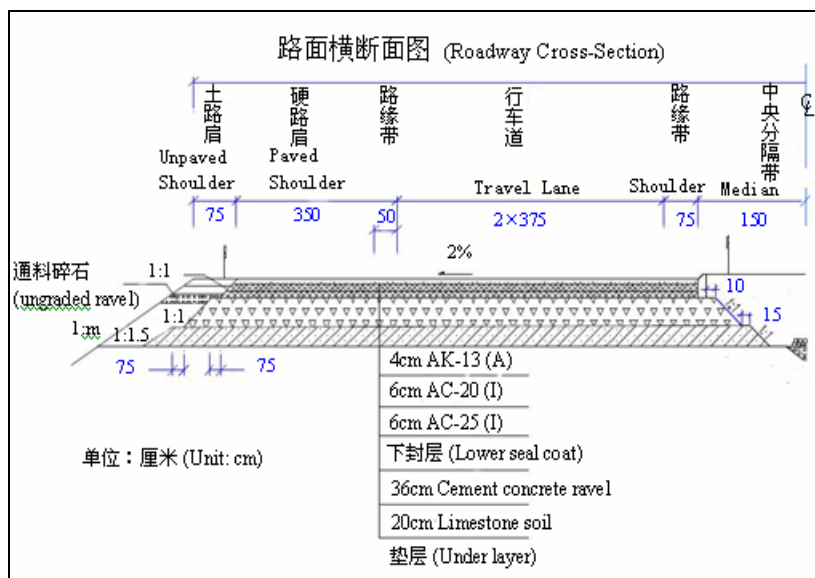 路面横断面图 (Roadway Cross-Section)
土路肩
硬路肩
路缘带
行车道
路缘带
中央分隔带
℄
Unpaved Shoulder
Paved Shoulder
Travel Lane
Shoulder
Median
75
350
50
2×375
75
150
2%
通料碎石
(ungraded ravel)
1:1
1:m
1:1.5
1:1
10
1:1
15
1:1
75
75
4cm AK-13 (A)
6cm AC-20 (I)
6cm AC-25 (I)
下封层 (Lower seal coat)
36cm Cement concrete ravel
20cm Limestone soil
垫层 (Under layer)
单位：厘米 (Unit: cm)